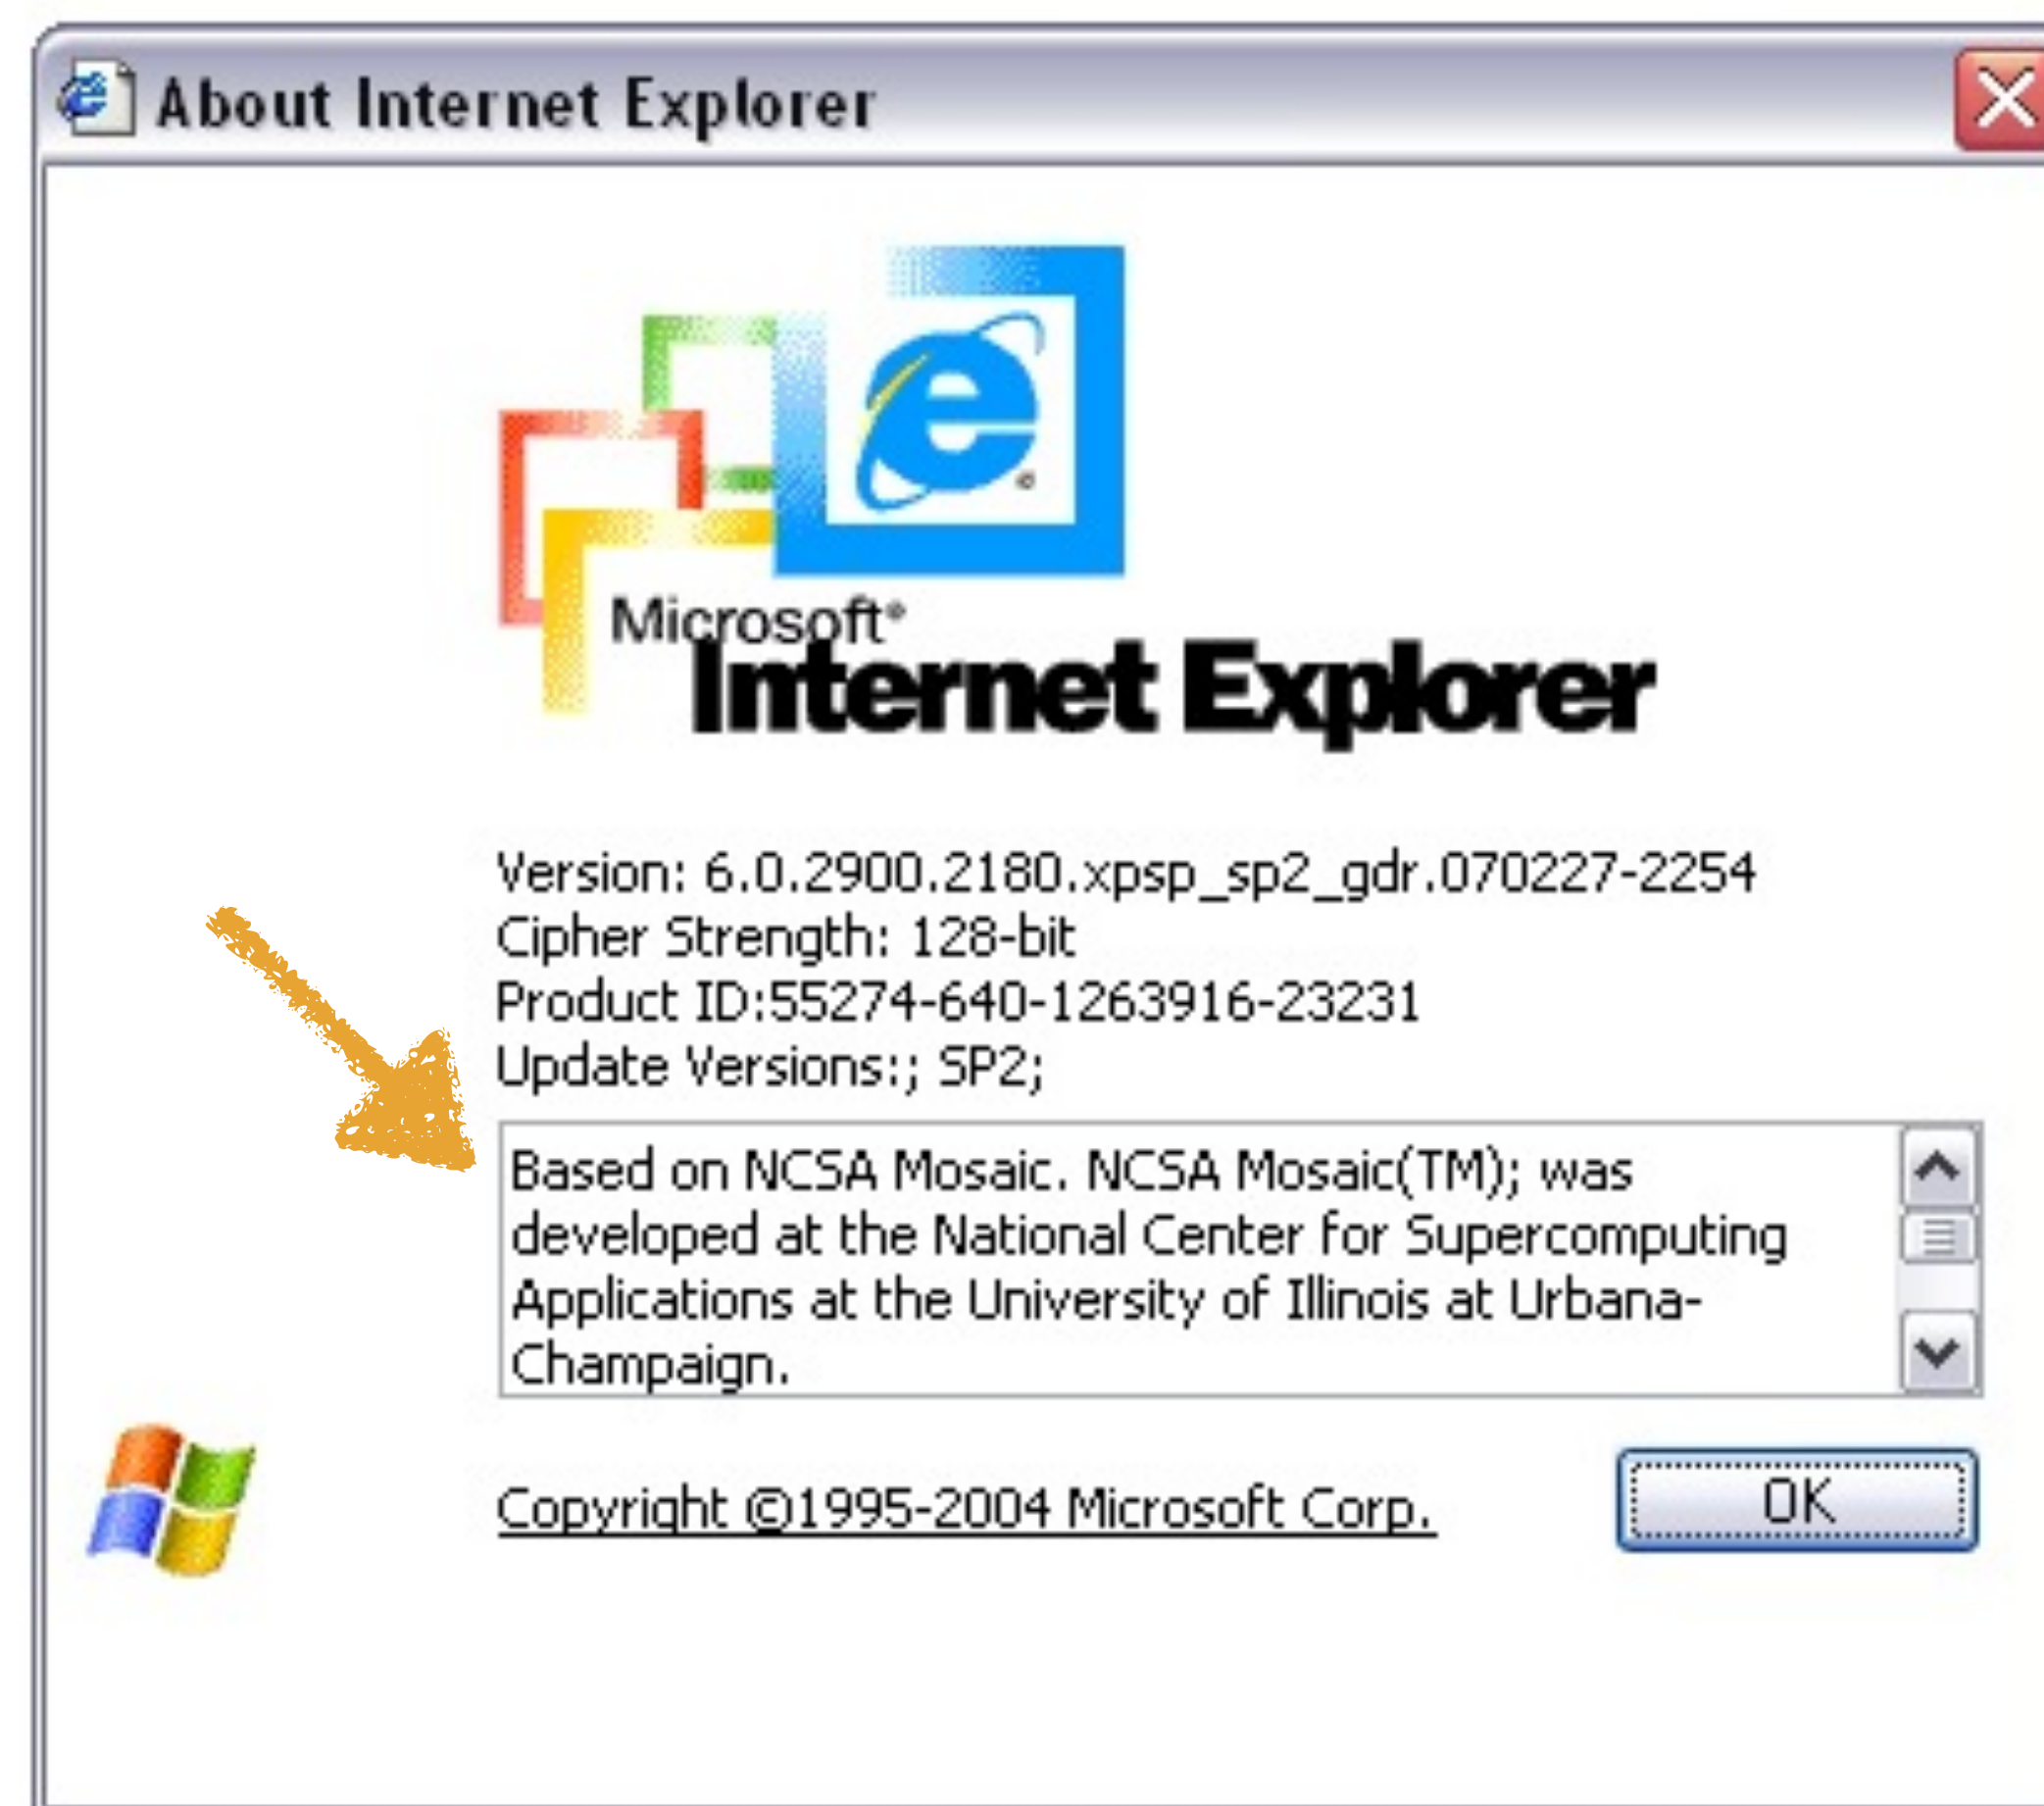 About Internet Explorer
Microsoft®
Internet Explorer
Version: 6.0.2900.2180.xpsp_sp2_gdr.070227-2254
Cipher Strength: 128-bit
Product ID:55274-640-1263916-23231
Update Versions:; SP2;
Based on NCSA Mosaic. NCSA Mosaic(TM); was
developed at the National Center for Supercomputing
Applications at the University of Illinois at Urbana-
Champaign.
Copyright ©1995-2004 Microsoft Corp.
OK